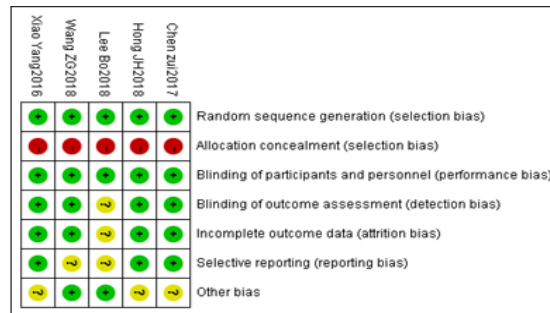 Xiao Yang2016
Wang ZG2018
Lee Bo2018
Hong JH2018
Chen zui2017
+ + + + + Random sequence generation (selection bias)
- - - - - Allocation concealment (selection bias)
+ + + + + Blinding of participants and personnel (performance bias)
+ + ? + + Blinding of outcome assessment (detection bias)
+ + ? + + Incomplete outcome data (attrition bias)
+ ? ? + + Selective reporting (reporting bias)
? + + ? ? Other bias